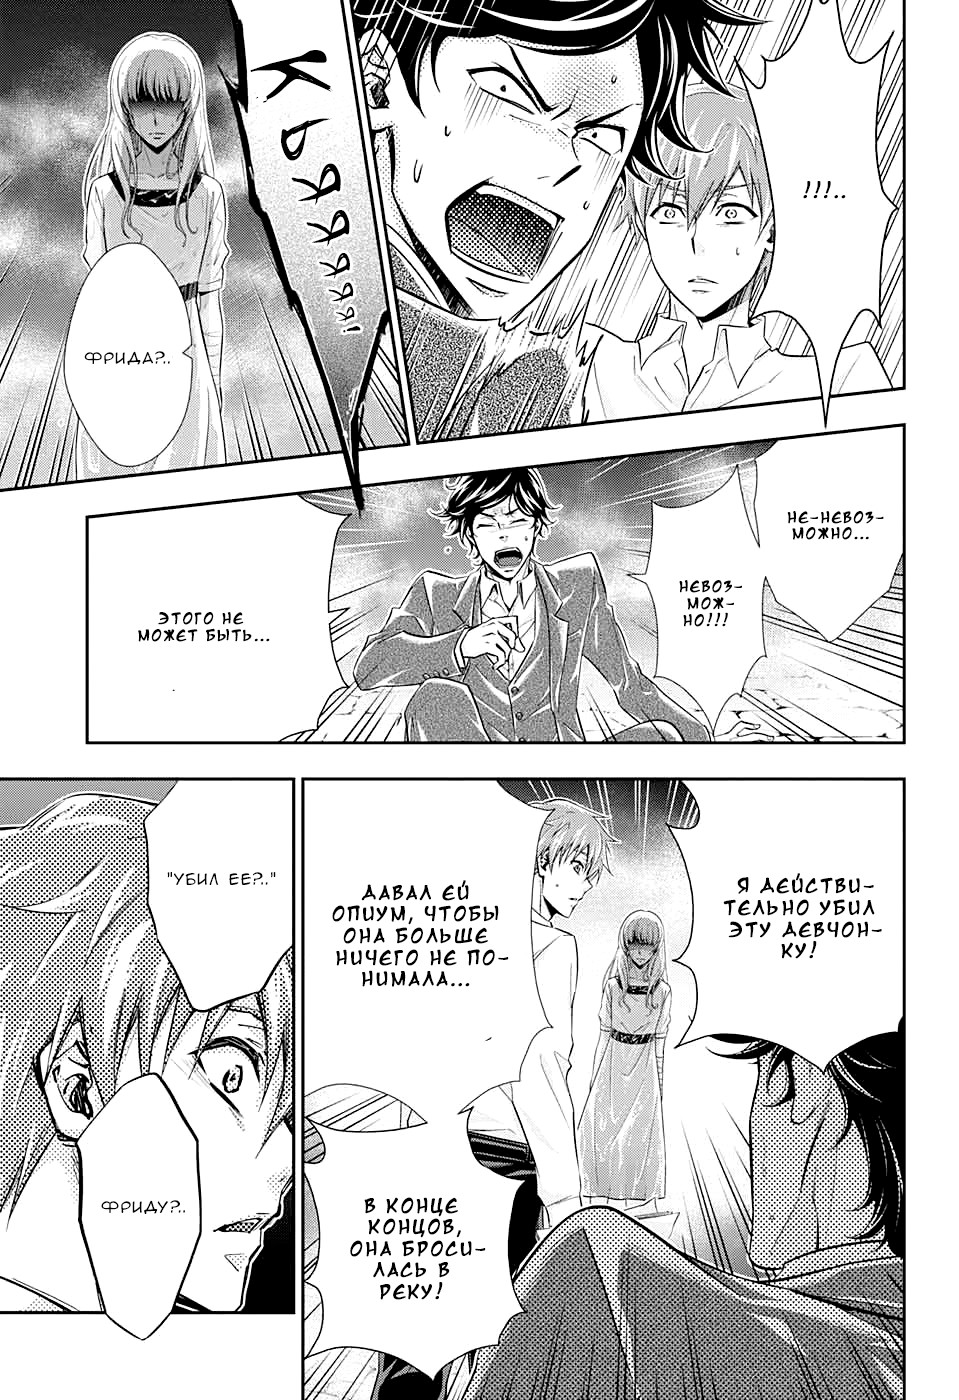 !!!..
КЬЯЯЯЯЯ!
ФРИДА?..
НЕ-НЕВОЗ-
МОЖНО...
НЕВОЗ-
МОЖ-
НО!!!
ЭТОГО НЕ
МОЖЕТ БЫТЬ...
Я ДЕЙСТВИ-
ТЕЛЬНО УБИЛ
ЭТУ ДЕВЧОН-
КУ!
ДАВАЛ ЕЙ
ОПИУМ, ЧТОБЫ
ОНА БОЛЬШЕ
НИЧЕГО НЕ ПО-
НИМАЛА...
В КОНЦЕ
КОНЦОВ,
ОНА БРОСИ-
ЛАСЬ В
РЕКУ!
"УБИЛ ЕЕ?.."
ФРИДУ?..